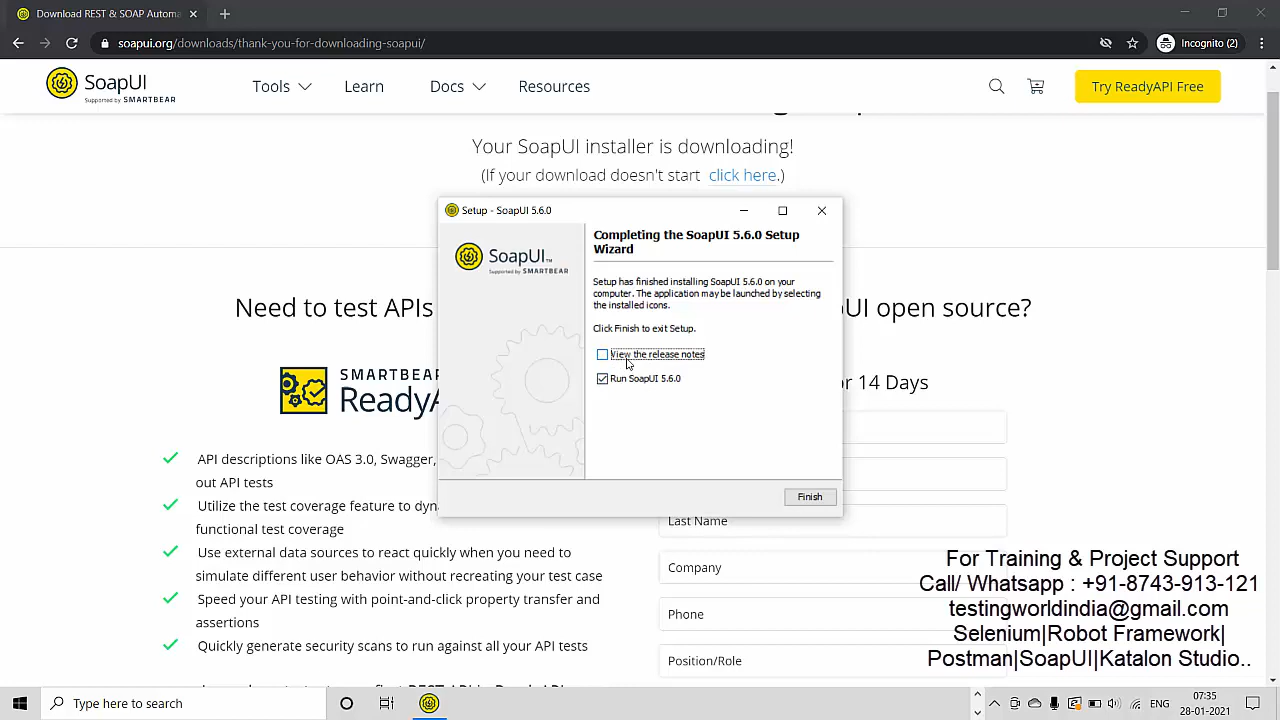 Download REST & SOAP Automa
soapui.org/downloads/thank-you-for-downloading-soapui/
Incognito (2)
SoapUI
Supported by SMARTBEAR
Tools
Learn
Docs
Resources
Try ReadyAPI Free
Your SoapUI installer is downloading!
(If your download doesn't start click here.)
Setup - SoapUI 5.6.0
SoapUI™
Supported by SMARTBEAR
Completing the SoapUI 5.6.0 Setup
Wizard
Setup has finished installing SoapUI 5.6.0 on your
computer. The application may be launched by selecting
the installed icons.
Click Finish to exit Setup.
View the release notes
Run SoapUI 5.6.0
Finish
Need to test APIs
UI open source?
SMARTBEAR
ReadyA
14 Days
API descriptions like OAS 3.0, Swagger,
out API tests
Utilize the test coverage feature to dyn
functional test coverage
Use external data sources to react quickly when you need to
simulate different user behavior without recreating your test case
Speed your API testing with point-and-click property transfer and
assertions
Quickly generate security scans to run against all your API tests
Last Name
Company
Phone
Position/Role
For Training & Project Support
Call/ Whatsapp : +91-8743-913-121
testingworldindia@gmail.com
Selenium|Robot Framework|
Postman|SoapUI|Katalon Studio..
Type here to search
ENG
07:35
28-01-2021